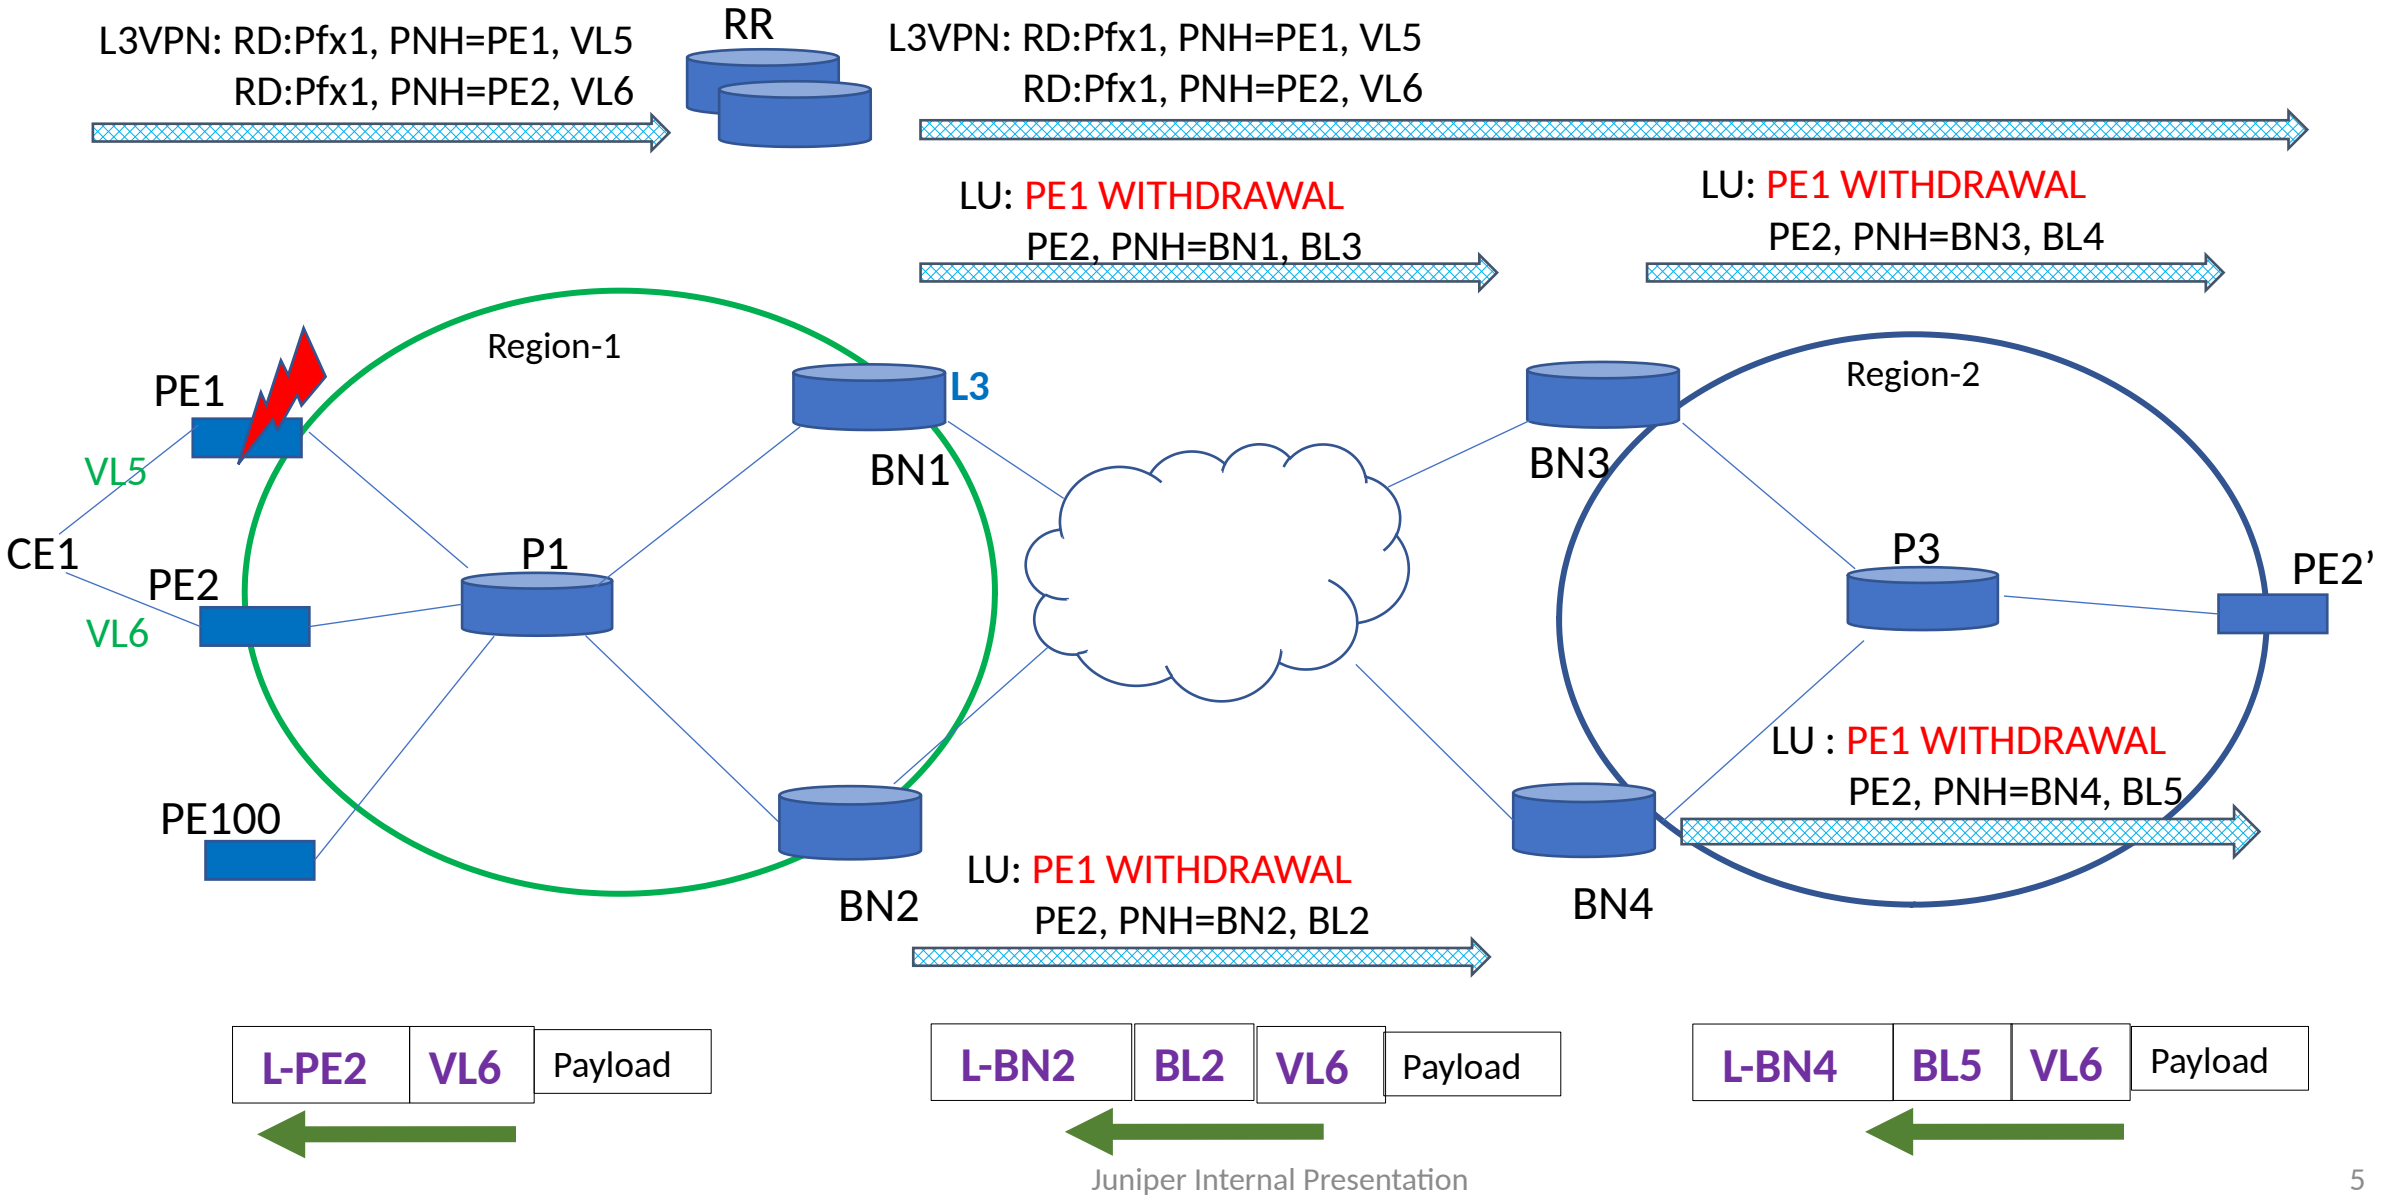 RR
L3VPN: RD:Pfx1, PNH=PE1, VL5
RD:Pfx1, PNH=PE2, VL6
L3VPN: RD:Pfx1, PNH=PE1, VL5
RD:Pfx1, PNH=PE2, VL6
LU: PE1 WITHDRAWAL
PE2, PNH=BN1, BL3
LU: PE1 WITHDRAWAL
PE2, PNH=BN3, BL4
Region-1
Region-2
PE1
L3
VL5
BN1
BN3
CE1
P1
P3
PE2’
PE2
VL6
LU : PE1 WITHDRAWAL
PE2, PNH=BN4, BL5
PE100
LU: PE1 WITHDRAWAL
PE2, PNH=BN2, BL2
BN2
BN4
L-PE2 VL6 Payload
L-BN2 BL2 VL6 Payload
L-BN4 BL5 VL6 Payload
Juniper Internal Presentation
5